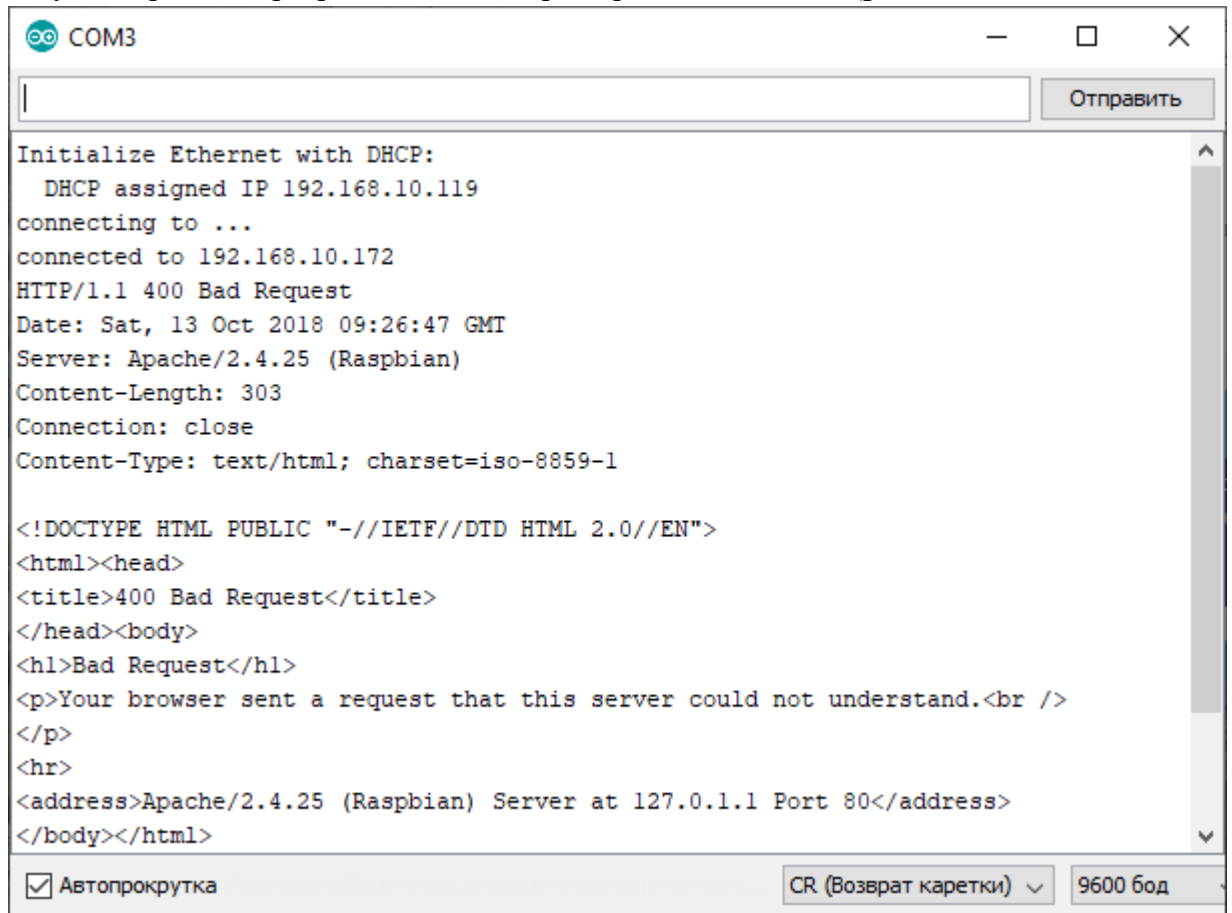 COM3
Отправить
Initialize Ethernet with DHCP:
DHCP assigned IP 192.168.10.119
connecting to ...
connected to 192.168.10.172
HTTP/1.1 400 Bad Request
Date: Sat, 13 Oct 2018 09:26:47 GMT
Server: Apache/2.4.25 (Raspbian)
Content-Length: 303
Connection: close
Content-Type: text/html; charset=iso-8859-1
<!DOCTYPE HTML PUBLIC "-//IETF//DTD HTML 2.0//EN">
<html><head>
<title>400 Bad Request</title>
</head><body>
<h1>Bad Request</h1>
<p>Your browser sent a request that this server could not understand.<br />
</p>
<hr>
<address>Apache/2.4.25 (Raspbian) Server at 127.0.1.1 Port 80</address>
</body></html>
Автопрокрутка CR (Возврат каретки) 9600 бод